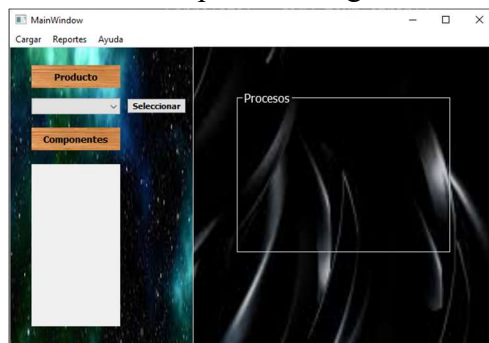 MainWindow
Cargar Reportes Ayuda
Producto
Seleccionar
Componentes
Procesos